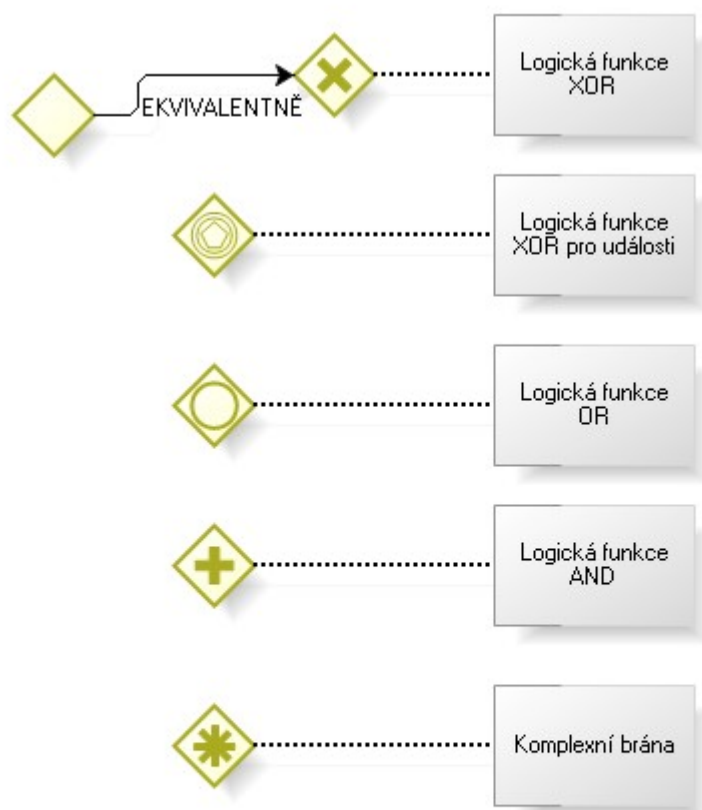 Logická funkce
XOR
EKVIVALENTNĚ
Logická funkce
XOR pro události
Logická funkce
OR
Logická funkce
AND
Komplexní brána